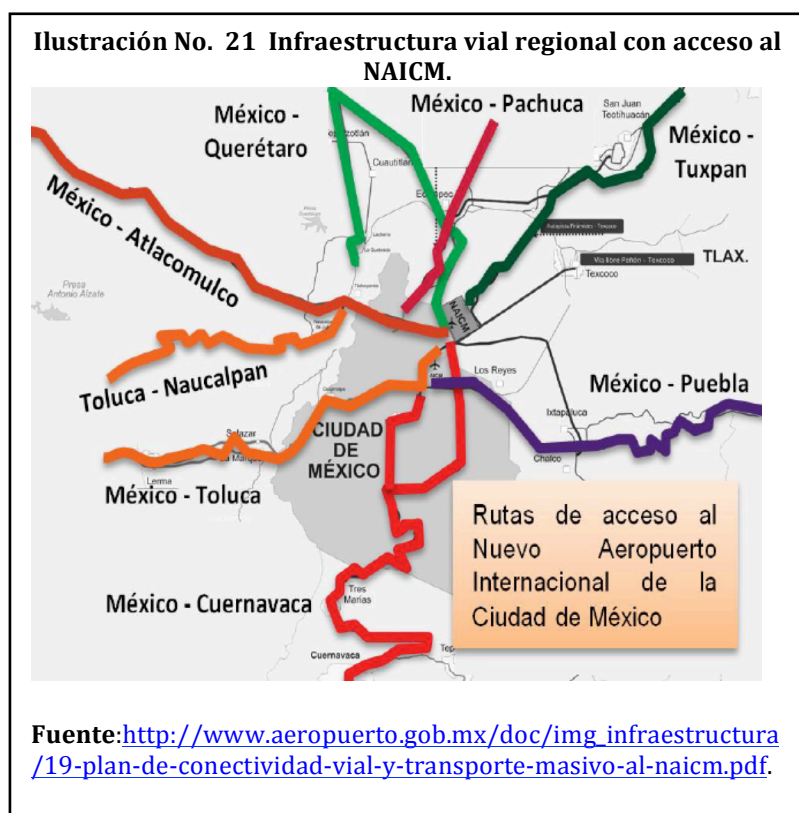 Ilustración No. 21 Infraestructura vial regional con acceso al
NAICM.
México -
Querétaro
México - Pachuca
San Juan
Teotihuacán
México -
Tuxpan
Cuautitlán
México - Atlacomulco
TLAX.
Texcoco
Presa
Antonio Alzate
NAICM
Toluca - Naucalpan
Los Reyes
México - Puebla
Ixtapaluca
Chalco
CIUDAD
DE
MÉXICO
Salazar
Lerma
México - Toluca
Rutas de acceso al
Nuevo Aeropuerto
Internacional de la
Ciudad de México
México - Cuernavaca
Tres
Marías
Cuernavaca
Fuente:http://www.aeropuerto.gob.mx/doc/img_infraestructura
/19-plan-de-conectividad-vial-y-transporte-masivo-al-naicm.pdf.